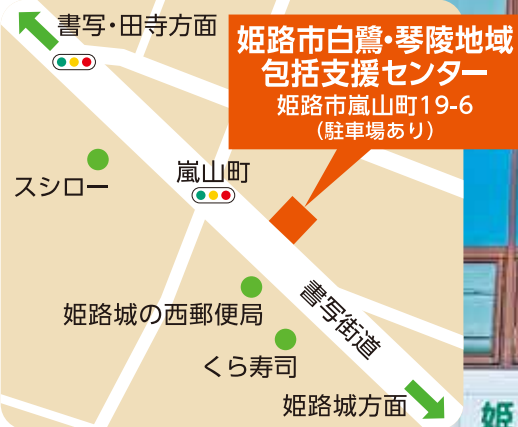 書写・田寺方面
姫路市白鷺・琴陵地域
包括支援センター
姫路市嵐山町19-6
（駐車場あり）
スシロー
嵐山町
姫路城の西郵便局
書写街道
くら寿司
姫路城方面
姫